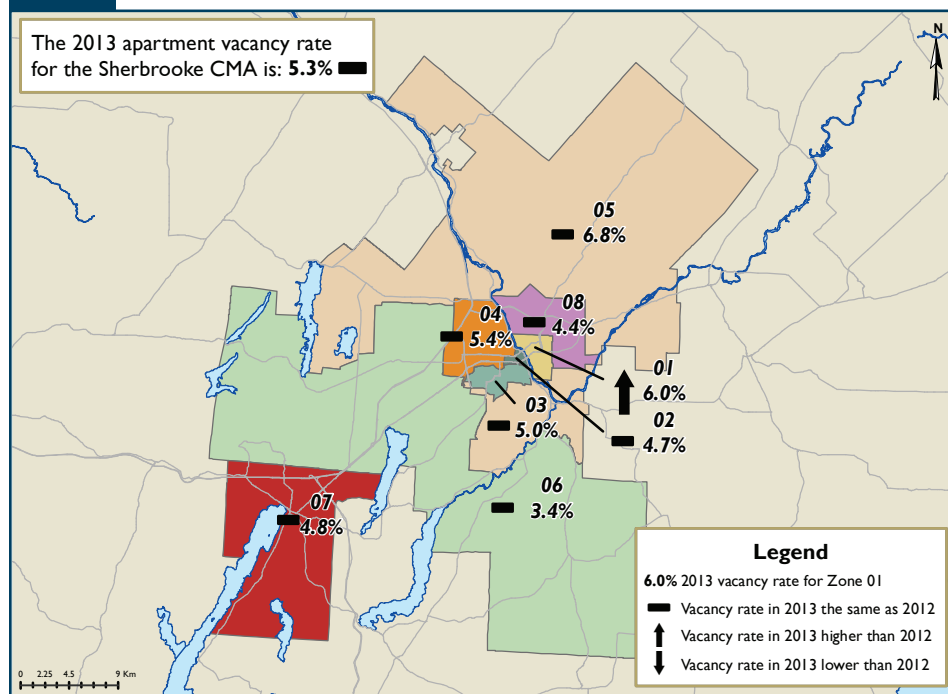 The 2013 apartment vacancy rate
for the Sherbrooke CMA is: 5.3%
N
05
6.8%
08
4.4%
04
5.4%
01
6.0%
02
4.7%
03
5.0%
06
3.4%
07
4.8%
Legend
6.0% 2013 vacancy rate for Zone 01
Vacancy rate in 2013 the same as 2012
Vacancy rate in 2013 higher than 2012
Vacancy rate in 2013 lower than 2012
0 2.25 4.5 9 Km